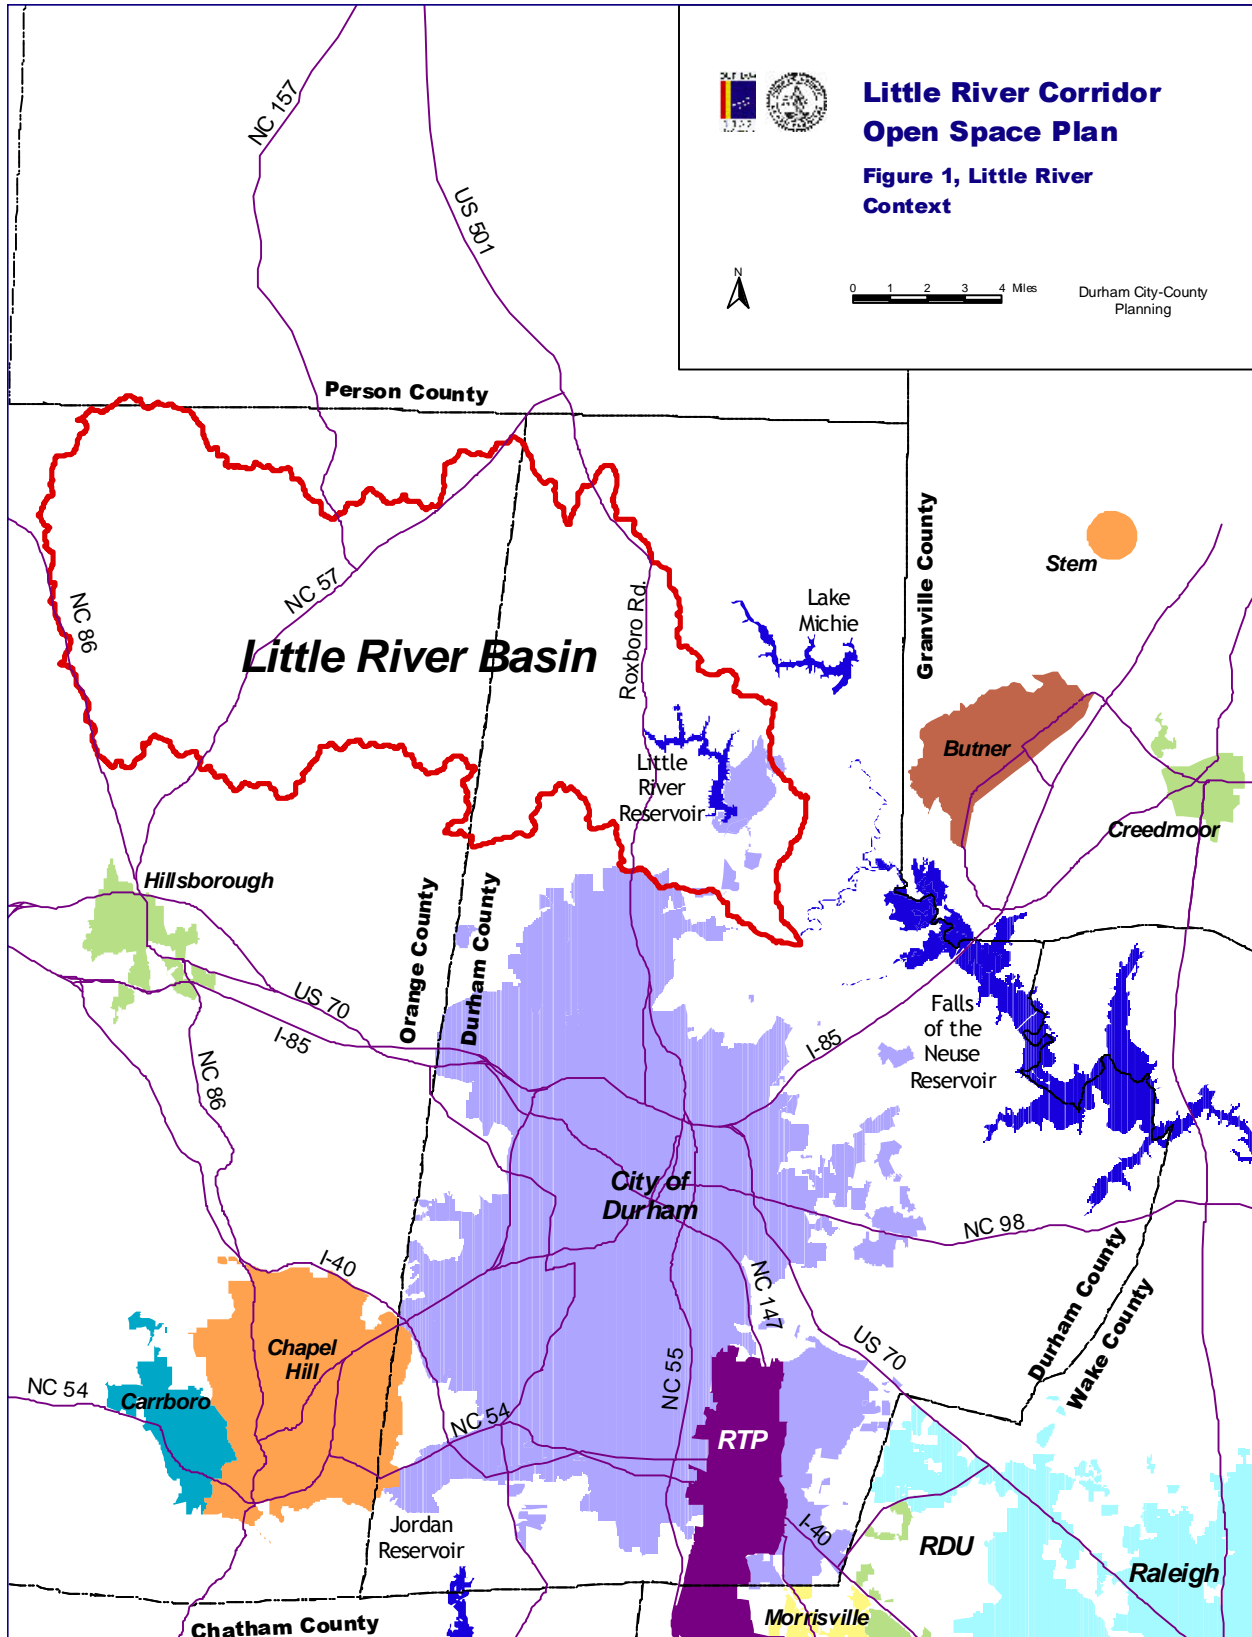 Little River Corridor
Open Space Plan
Figure 1, Little River
Context
N
0 1 2 3 4 Miles
Durham City-County
Planning
NC 157
US 501
Person County
Granville County
Stem
NC 57
NC 86
Little River Basin
Roxboro Rd.
Lake
Michie
Little
River
Reservoir
Butner
Creedmoor
Hillsborough
Orange County
Durham County
US 70
I-85
I-85
Falls
of the
Neuse
Reservoir
NC 86
City of
Durham
NC 98
I-40
NC 147
Durham County
Wake County
Chapel
Hill
US 70
NC 55
NC 54
Carrboro
NC 54
RTP
Jordan
Reservoir
I-40
RDU
Raleigh
Morrisville
Chatham County